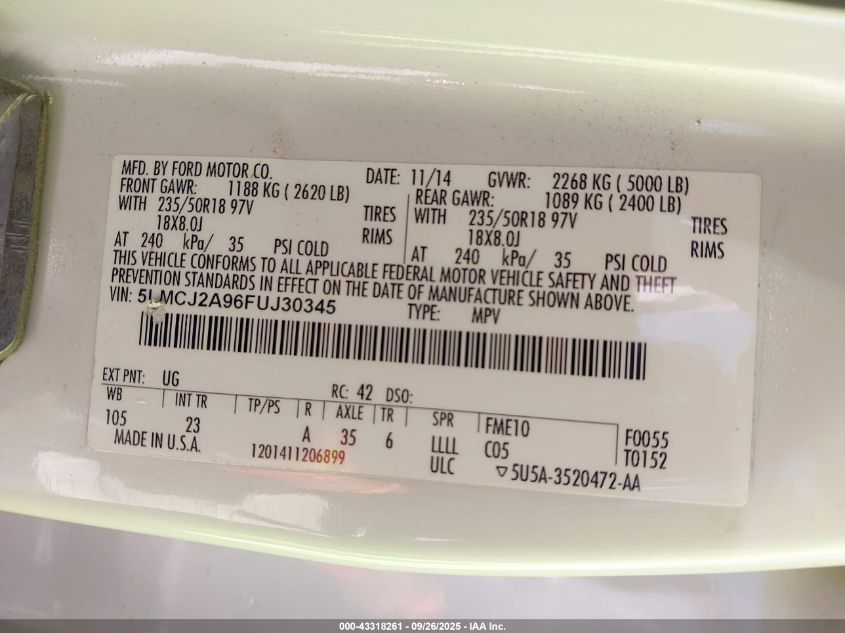 MFD. BY FORD MOTOR CO. DATE: 11/14 GVWR: 2268 KG ( 5000 LB)
FRONT GAWR: 1188 KG ( 2620 LB) REAR GAWR: 1089 KG ( 2400 LB)
WITH 235/50R18 97V TIRES WITH 235/50R18 97V TIRES
18X8.0J RIMS 18X8.0J RIMS
AT 240 kPa/ 35 PSI COLD AT 240 kPa/ 35 PSI COLD
THIS VEHICLE CONFORMS TO ALL APPLICABLE FEDERAL MOTOR VEHICLE SAFETY AND THEFT
PREVENTION STANDARDS IN EFFECT ON THE DATE OF MANUFACTURE SHOWN ABOVE.
VIN: 5LMCJ2A96FUJ30345 TYPE: MPV
EXT PNT: UG RC: 42 DSO:
WB INT TR TP/PS R AXLE TR SPR FME10 F0055
105 23 A 35 6 LLLL C05 T0152
MADE IN U.S.A. 1201411206899 ULC ▽5U5A-3520472-AA
000-43318261 - 09/26/2025 - IAA Inc.